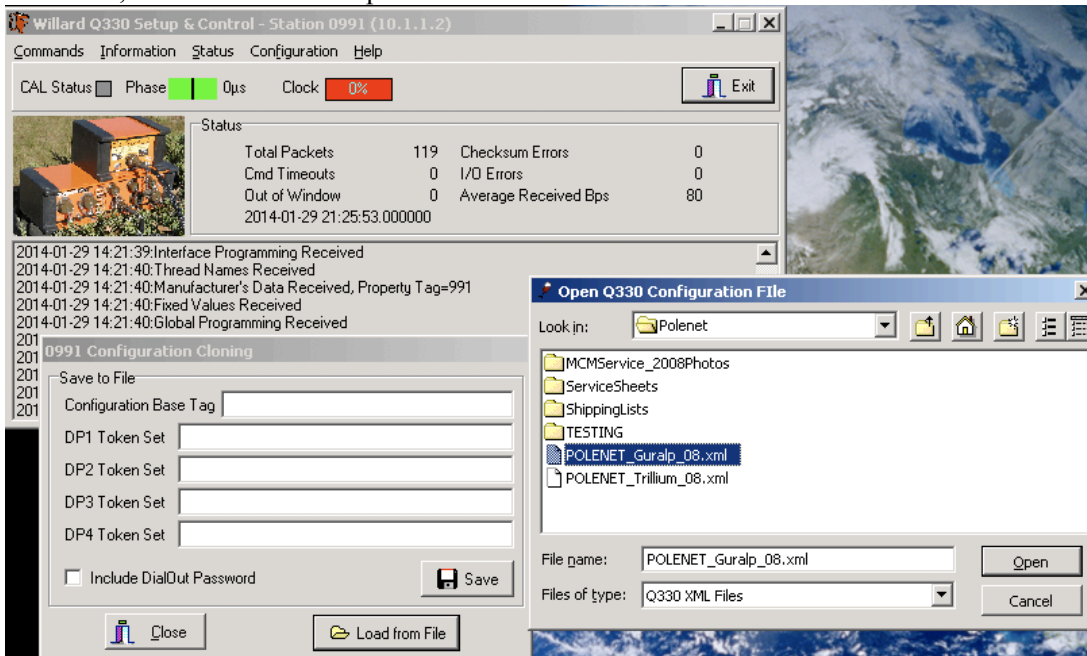 Willard Q330 Setup & Control - Station 0991 (10.1.1.2)
Commands Information Status Configuration Help
CAL Status Phase 0µs Clock 0% Exit
Status
Total Packets 119 Checksum Errors 0
Cmd Timeouts 0 I/O Errors 0
Out of Window 0 Average Received Bps 80
2014-01-29 21:25:53.000000
2014-01-29 14:21:39:Interface Programming Received
2014-01-29 14:21:40:Thread Names Received
2014-01-29 14:21:40:Manufacturer's Data Received, Property Tag=991
2014-01-29 14:21:40:Fixed Values Received
2014-01-29 14:21:40:Global Programming Received
201
201
201
201
201
0991 Configuration Cloning
Save to File
Configuration Base Tag
DP1 Token Set
DP2 Token Set
DP3 Token Set
DP4 Token Set
Include DialOut Password
Save
Close Load from File
Open Q330 Configuration FIle
Look in: Polenet
MCMService_2008Photos
ServiceSheets
ShippingLists
TESTING
POLENET_Guralp_08.xml
POLENET_Trillium_08.xml
File name: POLENET_Guralp_08.xml Open
Files of type: Q330 XML Files Cancel